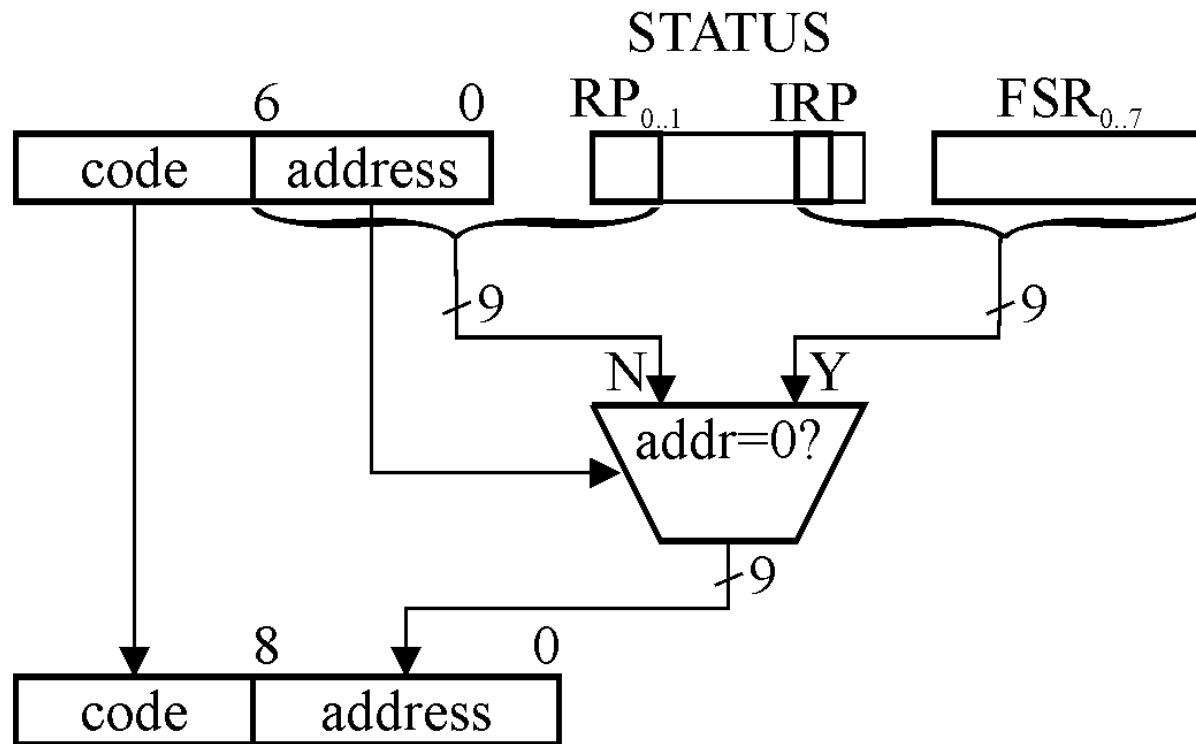 STATUS
6 0 RP0..1 IRP FSR0..7
code address
9 9
N Y
addr=0?
9
8 0
code address